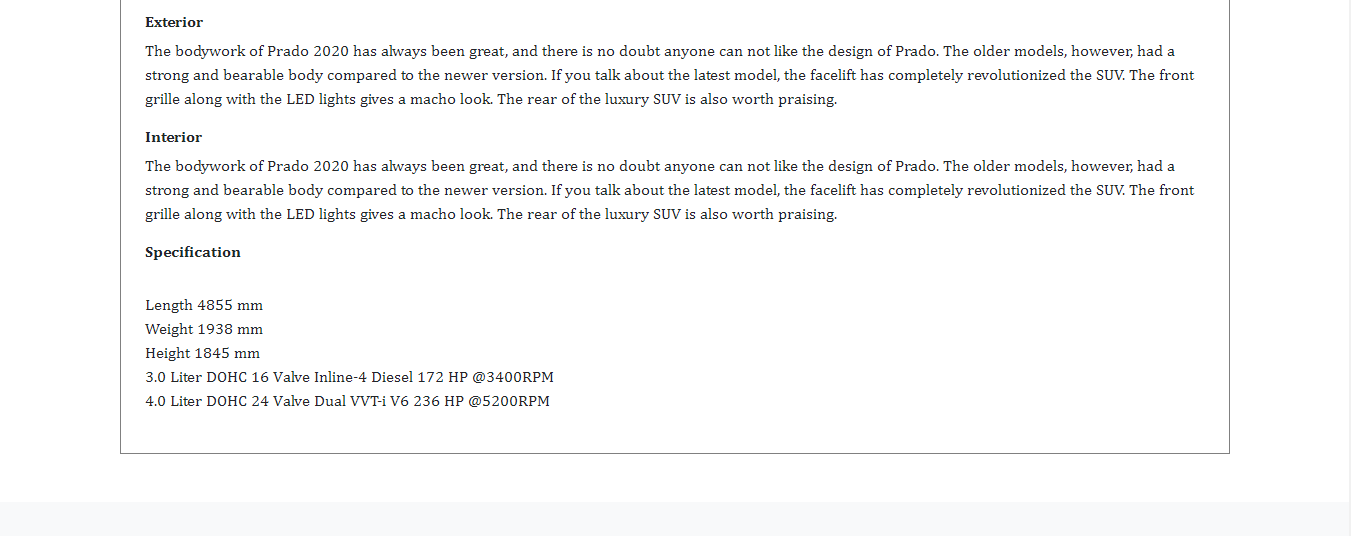 Exterior
The bodywork of Prado 2020 has always been great, and there is no doubt anyone can not like the design of Prado. The older models, however, had a
strong and bearable body compared to the newer version. If you talk about the latest model, the facelift has completely revolutionized the SUV. The front
grille along with the LED lights gives a macho look. The rear of the luxury SUV is also worth praising.
Interior
The bodywork of Prado 2020 has always been great, and there is no doubt anyone can not like the design of Prado. The older models, however, had a
strong and bearable body compared to the newer version. If you talk about the latest model, the facelift has completely revolutionized the SUV. The front
grille along with the LED lights gives a macho look. The rear of the luxury SUV is also worth praising.
Specification
Length 4855 mm
Weight 1938 mm
Height 1845 mm
3.0 Liter DOHC 16 Valve Inline-4 Diesel 172 HP @3400RPM
4.0 Liter DOHC 24 Valve Dual VVT-i V6 236 HP @5200RPM